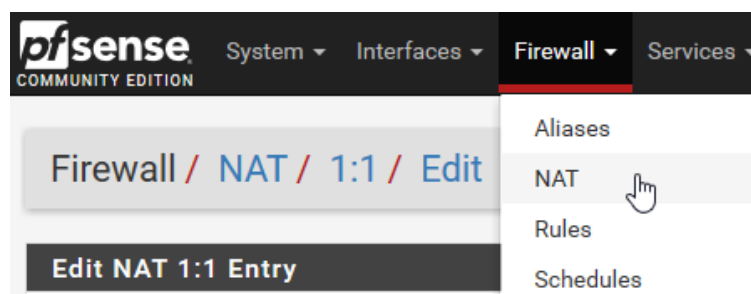 pfsense. System Interfaces Firewall Services
COMMUNITY EDITION
Aliases
Firewall / NAT / 1:1 / Edit
NAT
Rules
Edit NAT 1:1 Entry
Schedules